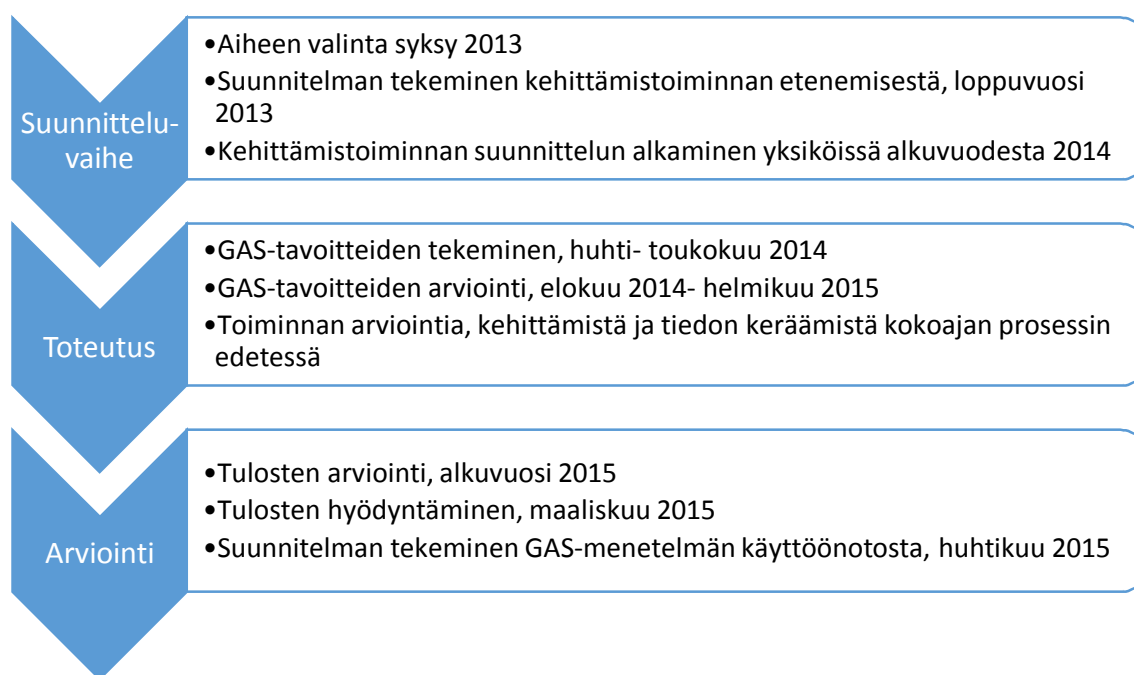 Suunnittelu-
vaihe
•Aiheen valinta syksy 2013
•Suunnitelman tekeminen kehittämistoiminnan etenemisestä, loppuvuosi
2013
•Kehittämistoiminnan suunnittelun alkaminen yksiköissä alkuvuodesta 2014
Toteutus
•GAS-tavoitteiden tekeminen, huhti- toukokuu 2014
•GAS-tavoitteiden arviointi, elokuu 2014- helmikuu 2015
•Toiminnan arviointia, kehittämistä ja tiedon keräämistä kokoajan prosessin
edetessä
Arviointi
•Tulosten arviointi, alkuvuosi 2015
•Tulosten hyödyntäminen, maaliskuu 2015
•Suunnitelman tekeminen GAS-menetelmän käyttöönotosta, huhtikuu 2015